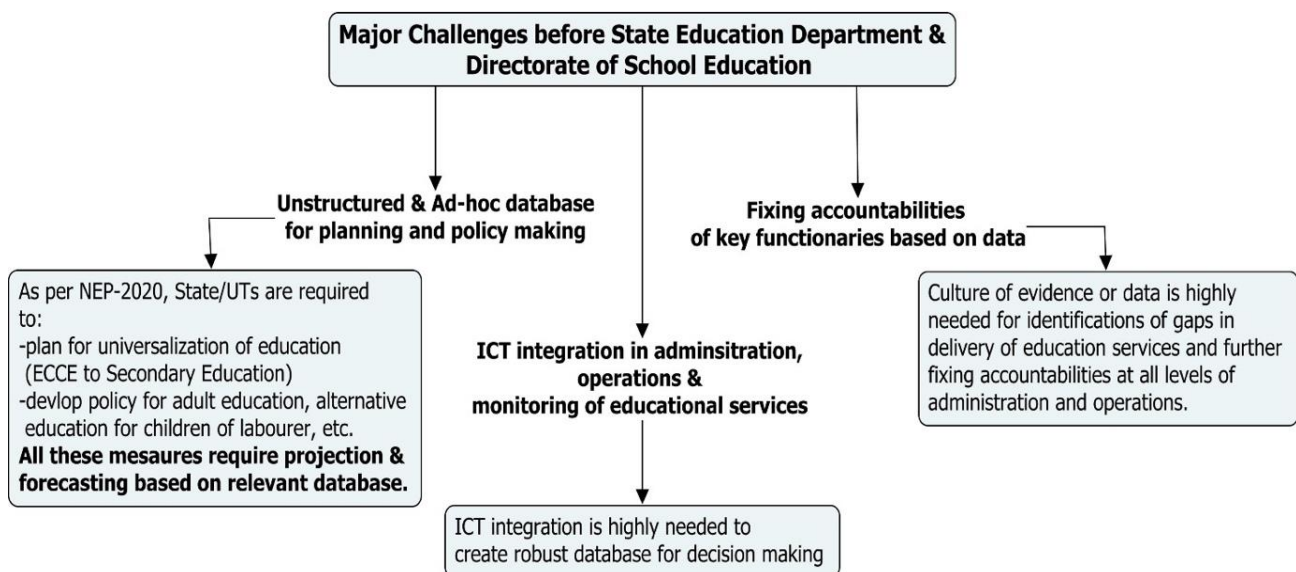 Major Challenges before State Education Department &
Directorate of School Education
Unstructured & Ad-hoc database
for planning and policy making
As per NEP-2020, State/UTs are required
to:
-plan for universalization of education
(ECCE to Secondary Education)
-devlop policy for adult education, alternative
education for children of labourer, etc.
All these mesaures require projection &
forecasting based on relevant database.
ICT integration in adminsitration,
operations &
monitoring of educational services
ICT integration is highly needed to
create robust database for decision making
Fixing accountabilities
of key functionaries based on data
Culture of evidence or data is highly
needed for identifications of gaps in
delivery of education services and further
fixing accountabilities at all levels of
administration and operations.